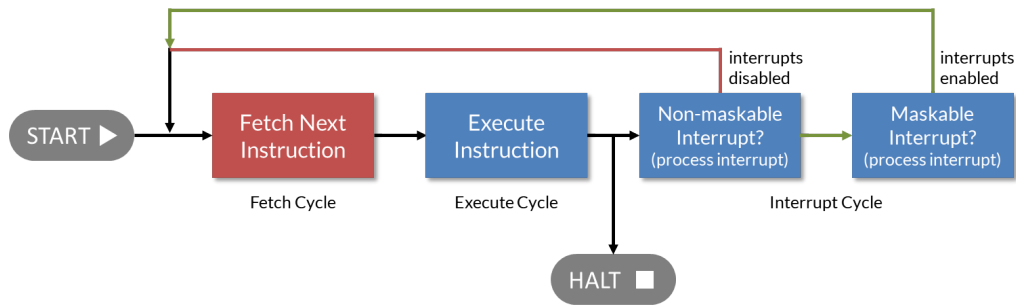 interrupts
disabled
interrupts
enabled
START
Fetch Next
Instruction
Execute
Instruction
Non-maskable
Interrupt?
(process interrupt)
Maskable
Interrupt?
(process interrupt)
Fetch Cycle
Execute Cycle
Interrupt Cycle
HALT